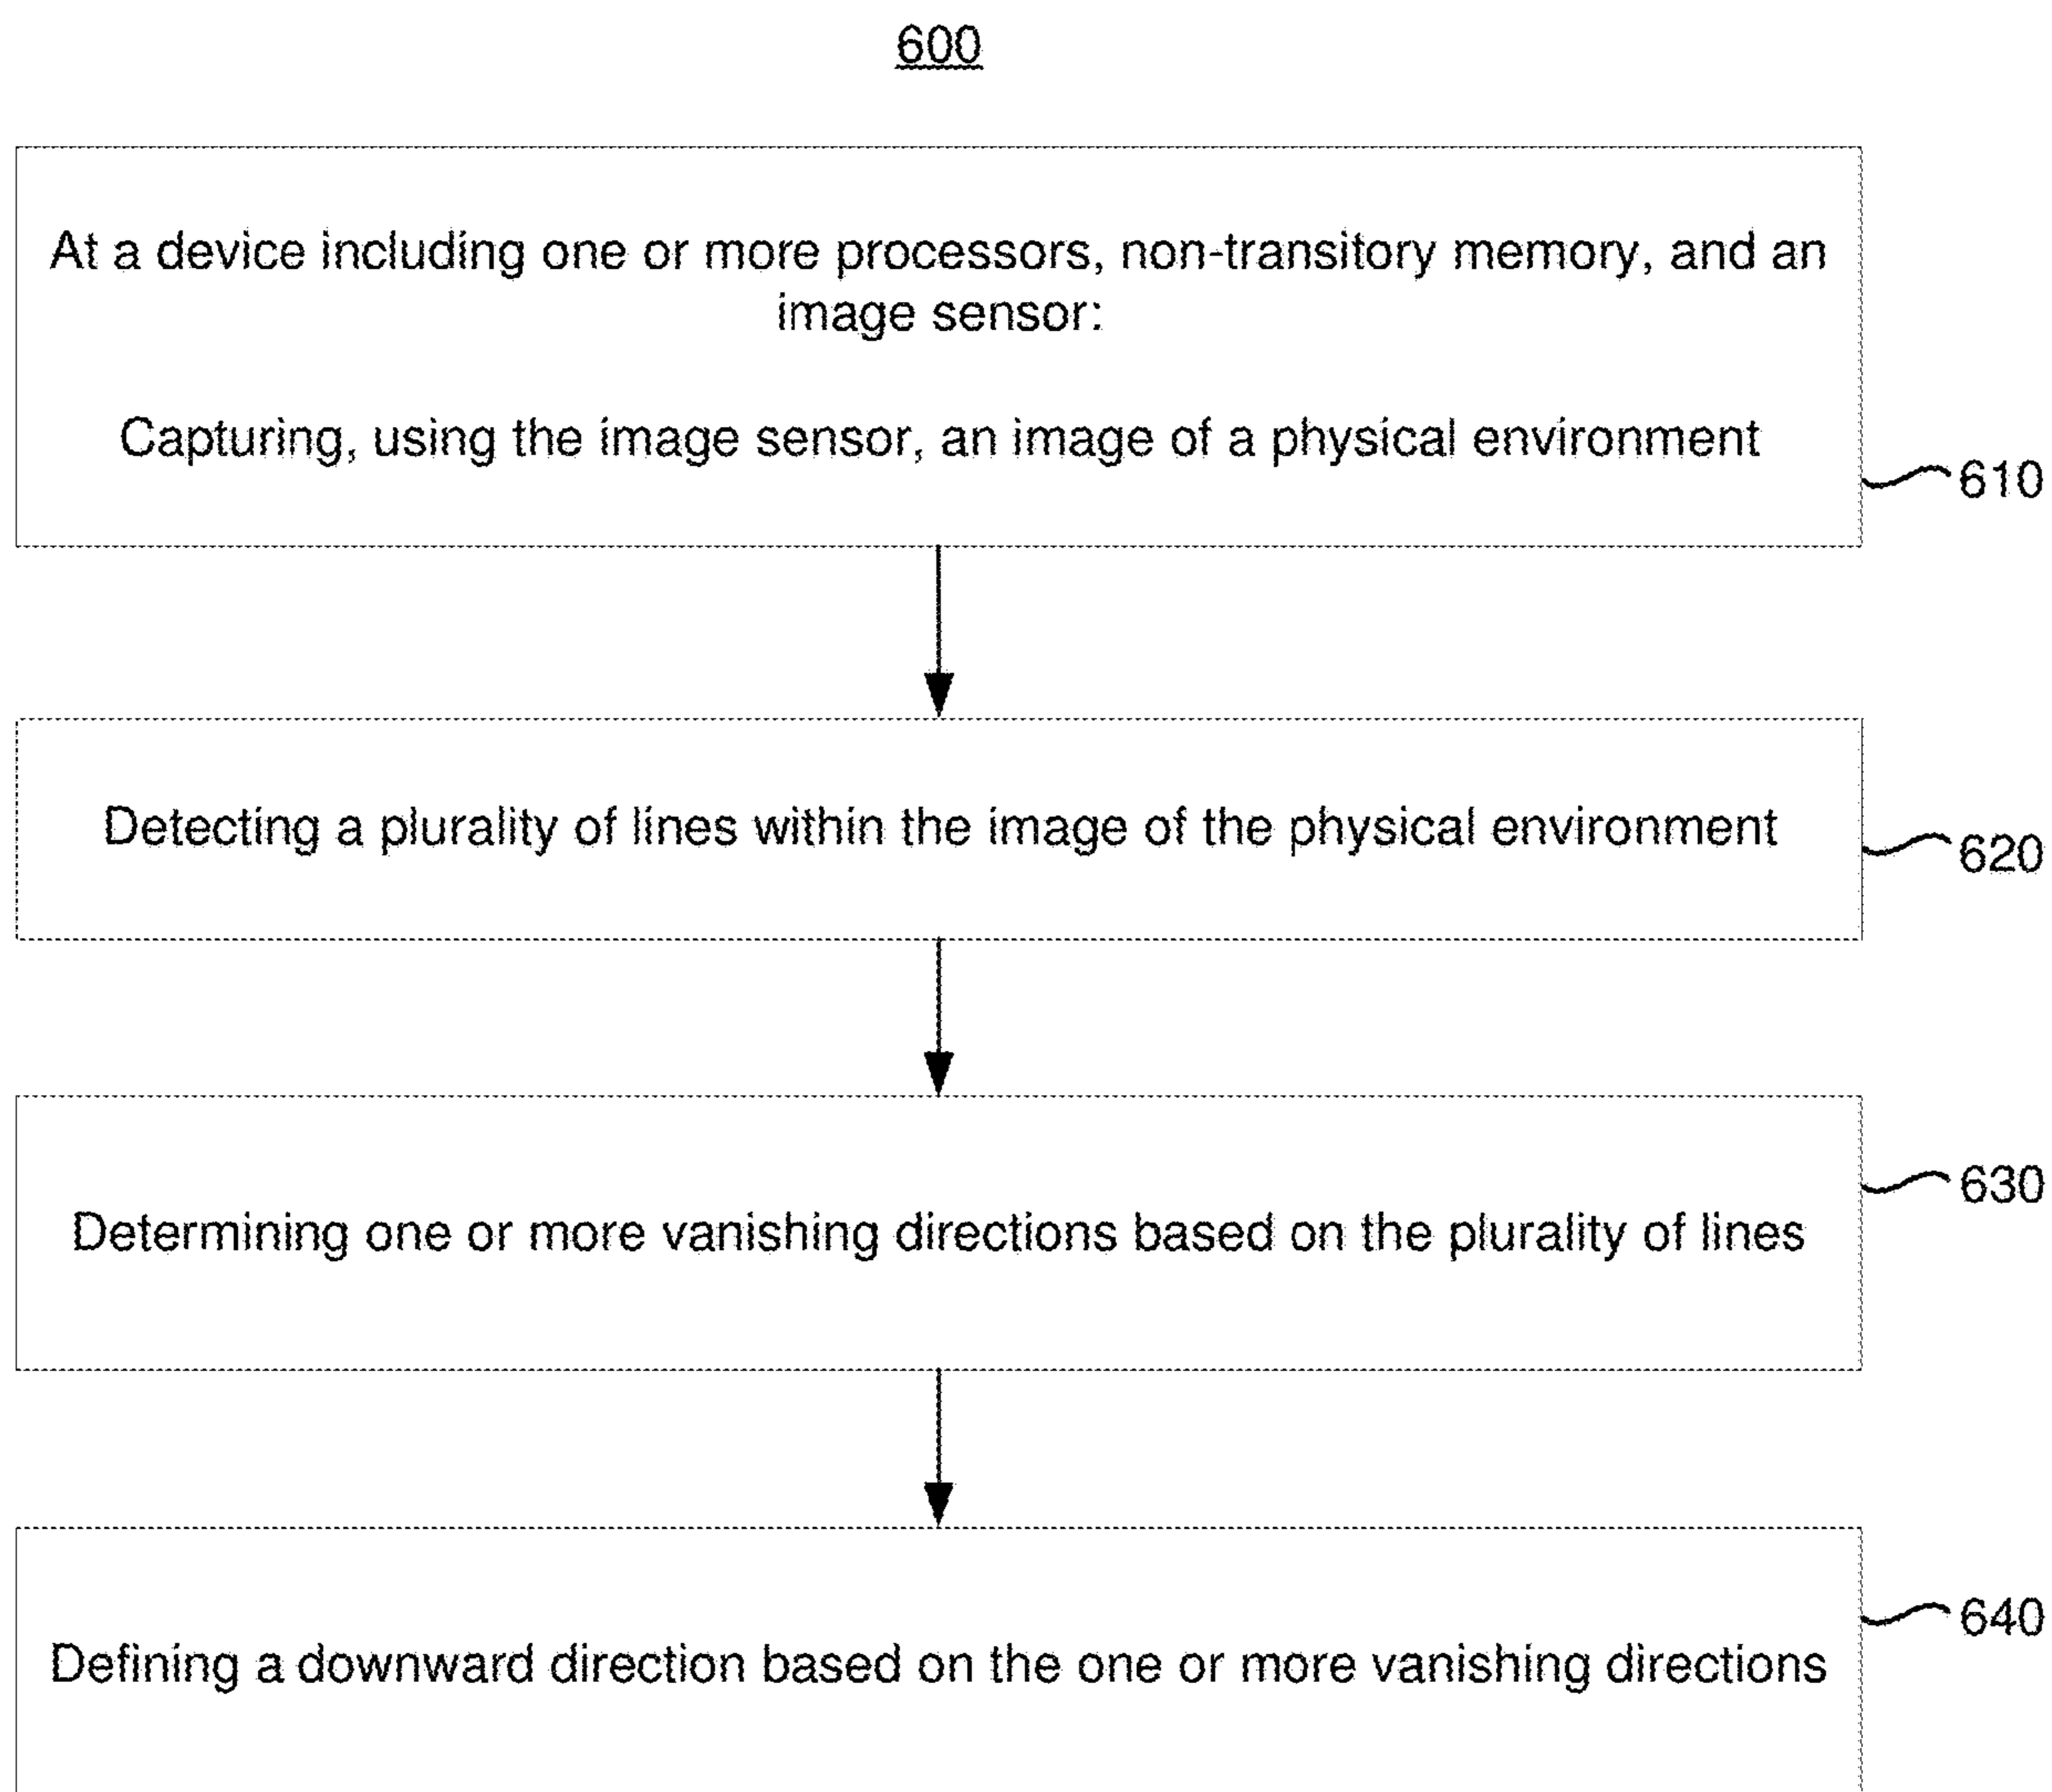 600
At a device including one or more processors, non-transitory memory, and an
image sensor:
Capturing, using the image sensor, an image of a physical environment
610
Detecting a plurality of lines within the image of the physical environment
620
630
Determining one or more vanishing directions based on the plurality of lines
640
Defining a downward direction based on the one or more vanishing directions